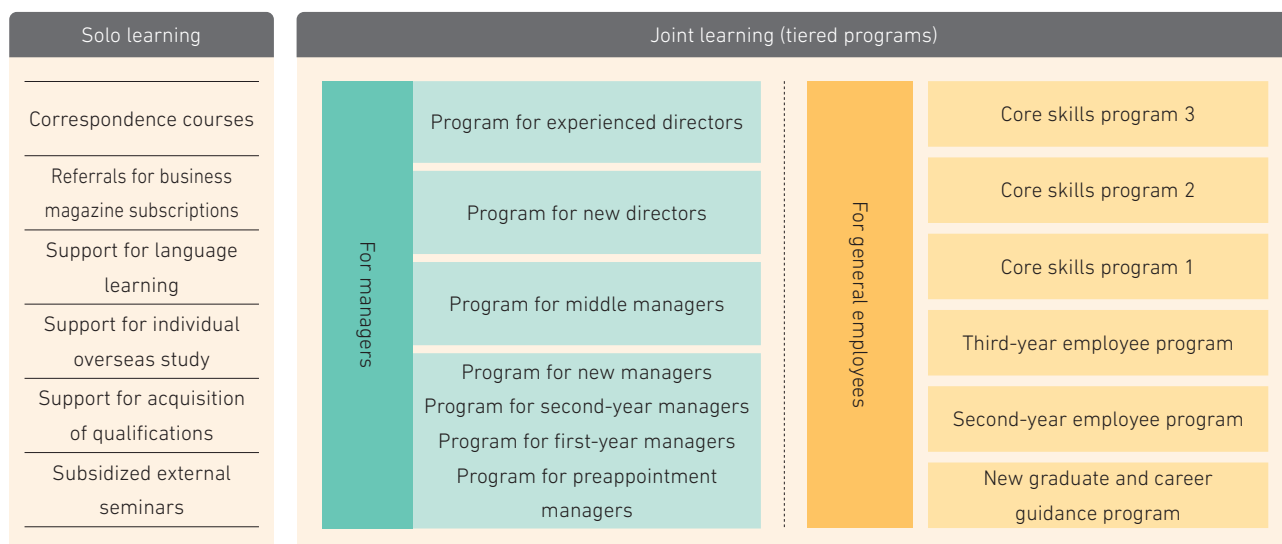 Solo learning
Correspondence courses
Referrals for business
magazine subscriptions
Support for language
learning
Support for individual
overseas study
Support for acquisition
of qualifications
Subsidized external
seminars
Joint learning (tiered programs)
For managers
Program for experienced directors
Program for new directors
Program for middle managers
Program for new managers
Program for second-year managers
Program for first-year managers
Program for preappointment
managers
For general employees
Core skills program 3
Core skills program 2
Core skills program 1
Third-year employee program
Second-year employee program
New graduate and career
guidance program